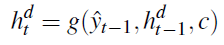 h_t^d = g(ŷ_{t−1}, h_{t−1}^d, c)